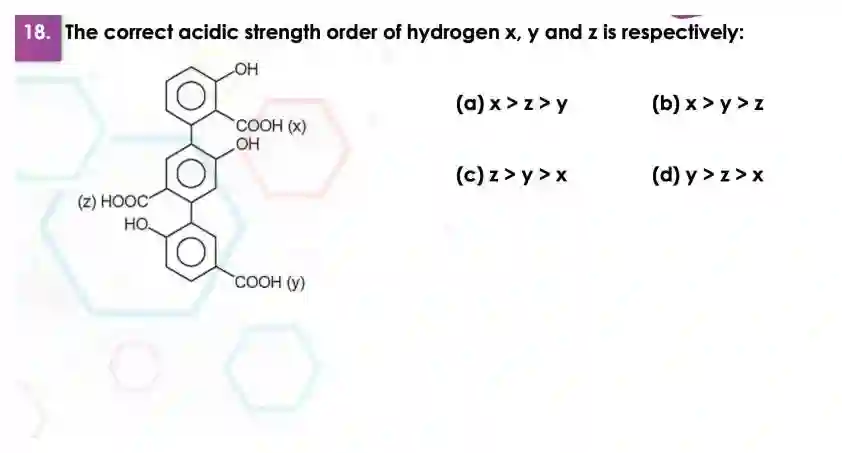 18. The correct acidic strength order of hydrogen x, y and z is respectively:
OH
COOH (x)
OH
(z) HOOC
HO
COOH (y)
(a) x > z > y (b) x > y > z
(c) z > y > x (d) y > z > x